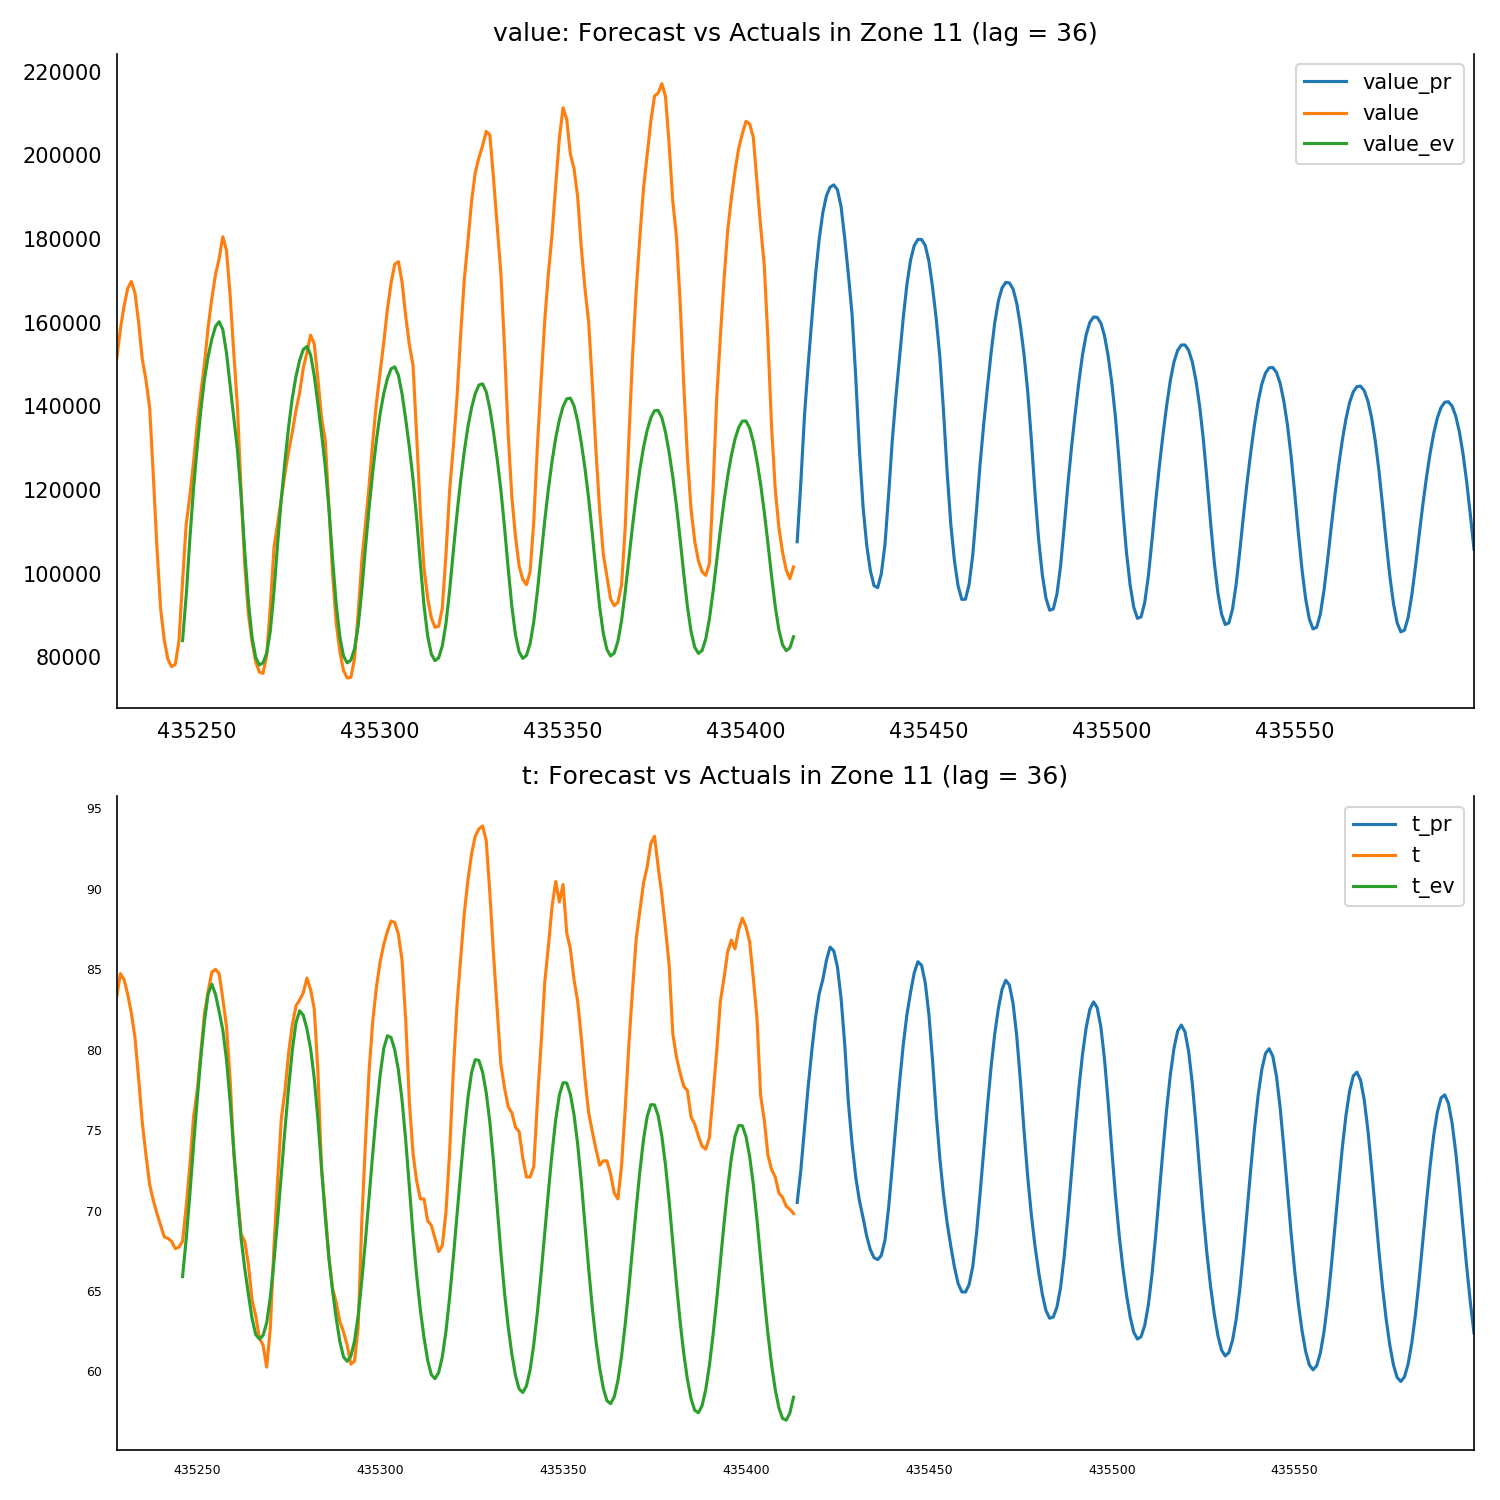 value: Forecast vs Actuals in Zone 11 (lag = 36)
220000
200000
180000
160000
140000
120000
100000
80000
value_pr
value
value_ev
435250 435300 435350 435400 435450 435500 435550
t: Forecast vs Actuals in Zone 11 (lag = 36)
95
90
85
80
75
70
65
60
t_pr
t
t_ev
435250 435300 435350 435400 435450 435500 435550